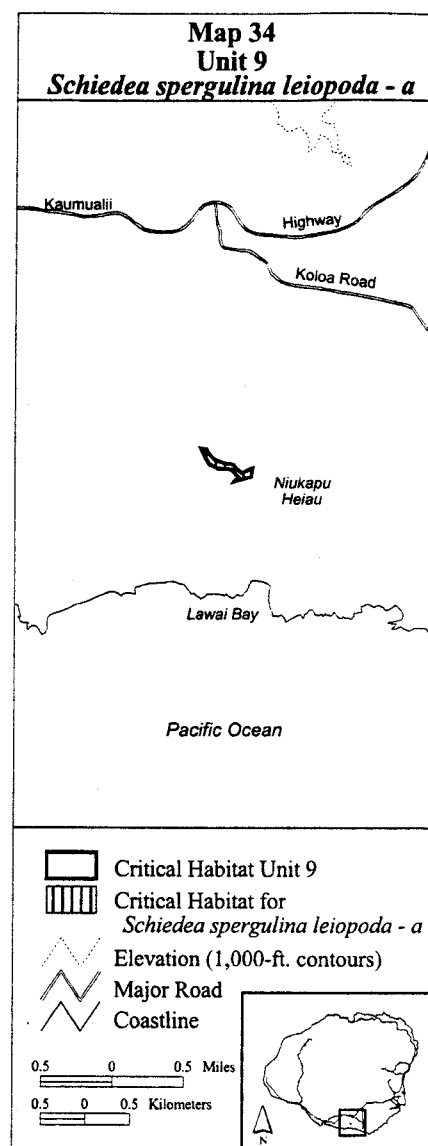 Map 34
Unit 9
Schiedea spergulina leiopoda - a
Kaumualii
Highway
Koloa Road
Niukapu
Heiau
Lawai Bay
Pacific Ocean
Critical Habitat Unit 9
Critical Habitat for
Schiedea spergulina leiopoda - a
Elevation (1,000-ft. contours)
Major Road
Coastline
0.5 0 0.5 Miles
0.5 0 0.5 Kilometers
N